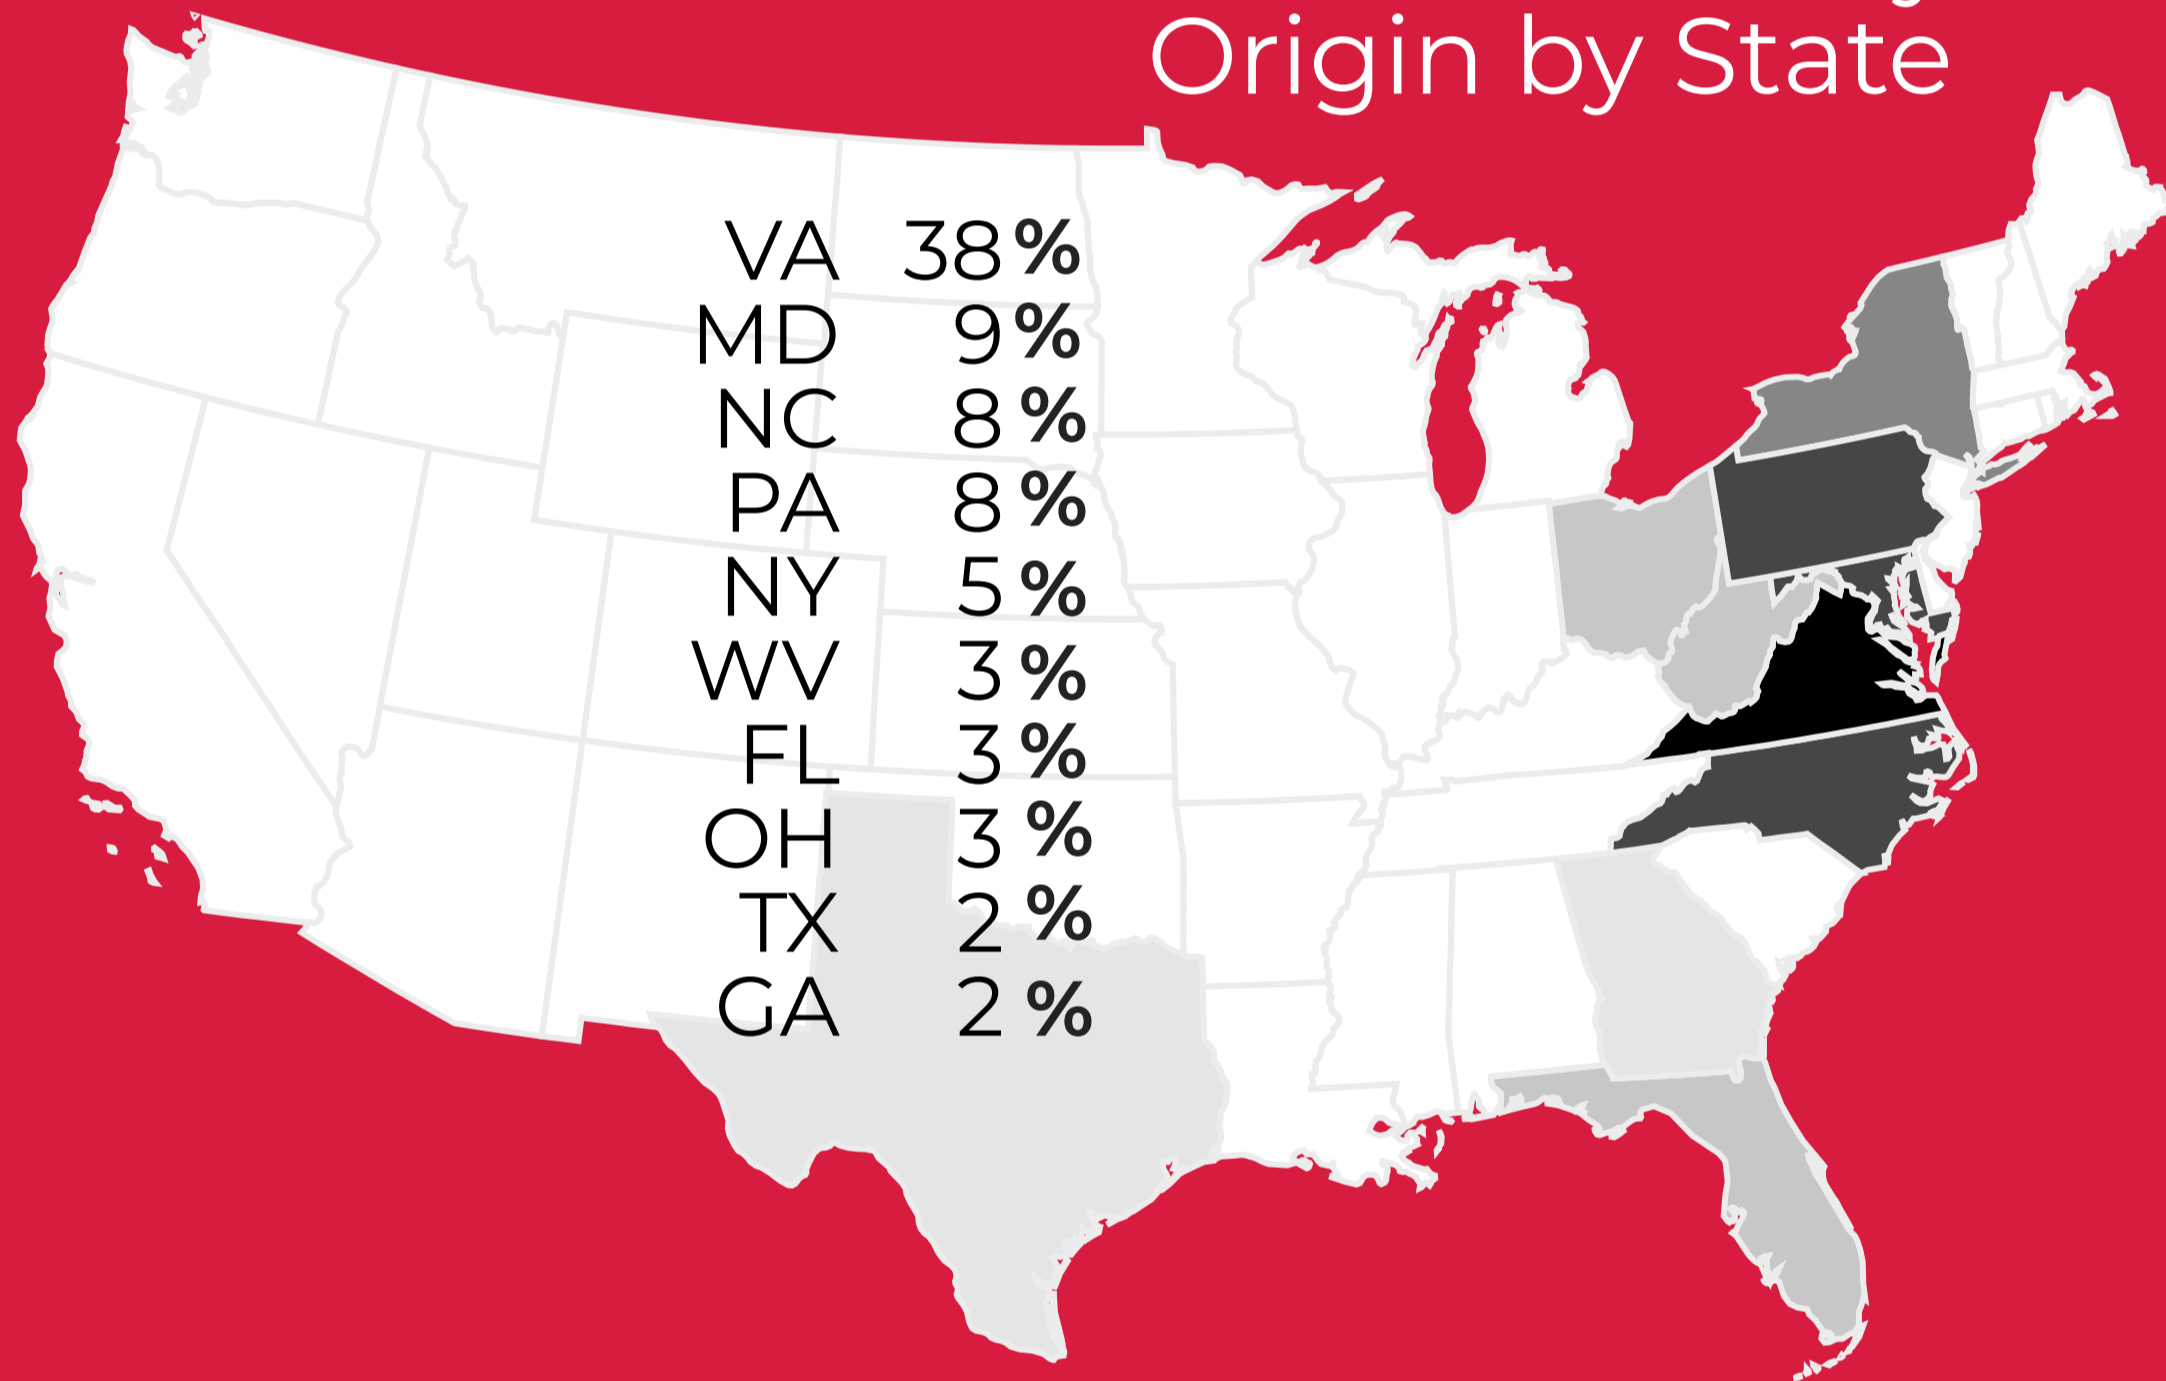 Origin by State
VA 38%
MD 9%
NC 8%
PA 8%
NY 5%
WV 3%
FL 3%
OH 3%
TX 2%
GA 2%